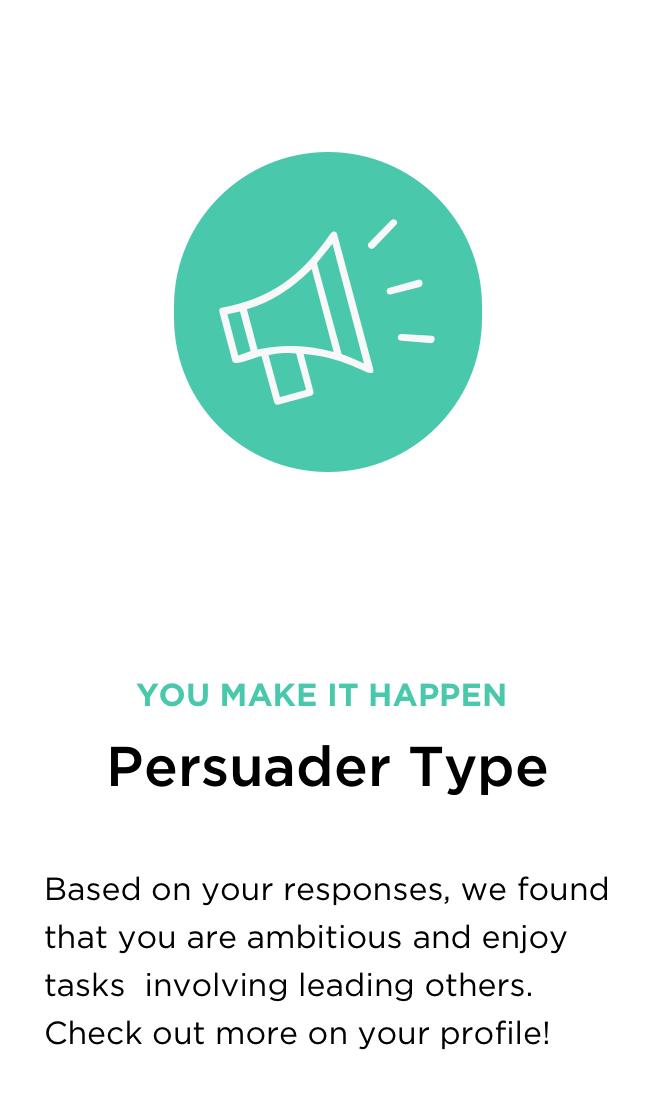 YOU MAKE IT HAPPEN
Persuader Type
Based on your responses, we found
that you are ambitious and enjoy
tasks  involving leading others.
Check out more on your profile!